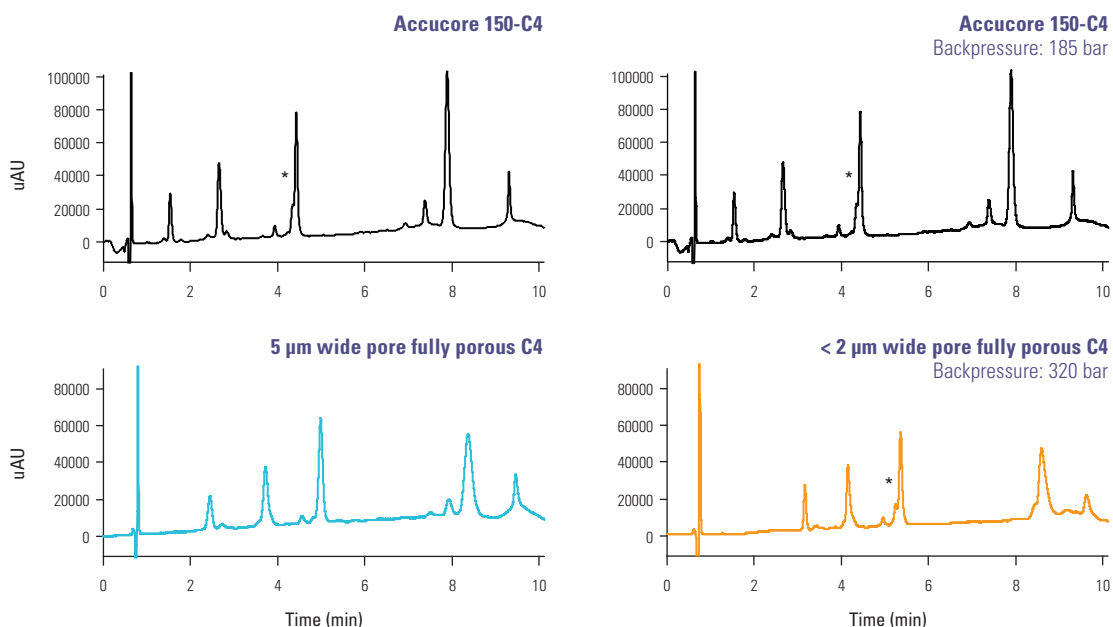 Accucore 150-C4
100000
80000
60000
40000
20000
0
uAU
*
0 2 4 6 8 10
Accucore 150-C4
Backpressure: 185 bar
100000
80000
60000
40000
20000
0
*
0 2 4 6 8 10
5 µm wide pore fully porous C4
80000
60000
40000
20000
0
uAU
0 2 4 6 8 10
Time (min)
< 2 µm wide pore fully porous C4
Backpressure: 320 bar
80000
60000
40000
20000
0
*
0 2 4 6 8 10
Time (min)